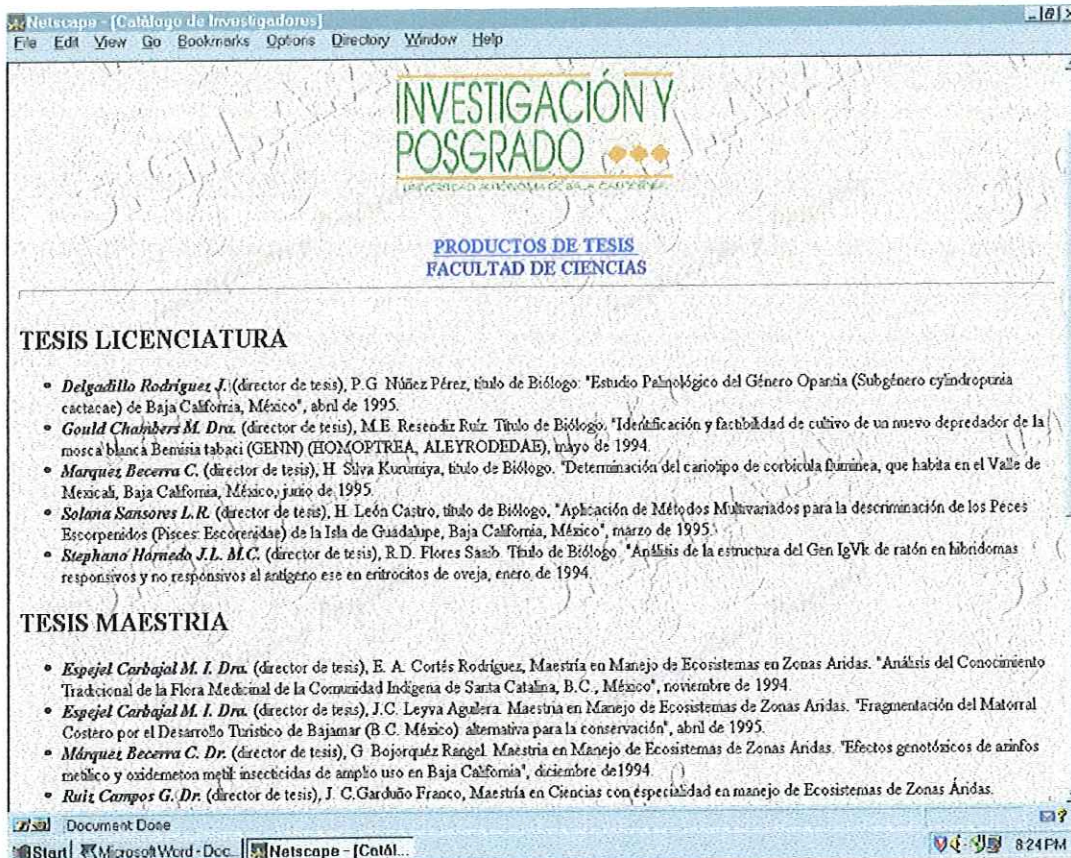 Netscape - [Catálogo de Investigadores]
File Edit View Go Bookmarks Options Directory Window Help
INVESTIGACIÓN Y
POSGRADO
UNIVERSIDAD AUTÓNOMA DE BAJA CALIFORNIA
PRODUCTOS DE TESIS
FACULTAD DE CIENCIAS
TESIS LICENCIATURA
• Delgadillo Rodríguez J. (director de tesis), P.G. Núñez Pérez, título de Biólogo. "Estudio Palinológico del Género Opantia (Subgénero cylindropunia
cactacae) de Baja California, México", abril de 1995.
• Gould Chambers M. Dra. (director de tesis), M.E. Resendiz Ruiz. Título de Biólogo. "Identificación y factibilidad de cultivo de un nuevo depredador de la
mosca blanca Bemisia tabaci (GENN) (HOMOPTREA, ALEYRODEDAE), mayo de 1994.
• Marquez Becerra C. (director de tesis), H. Silva Kurumiya, título de Biólogo. "Determinación del cariotipo de corbicula fluminea, que habita en el Valle de
Mexicali, Baja California, México, junio de 1995.
• Solana Sansores L.R. (director de tesis), H. León Castro, título de Biólogo, "Aplicación de Métodos Multivariados para la descriminación de los Peces
Escorpenidos (Pisces: Escorenidae) de la Isla de Guadalupe, Baja California, México", marzo de 1995.
• Stephano Hornedo J.L. M.C. (director de tesis), R.D. Flores Saaib. Título de Biólogo. "Análisis de la estructura del Gen IgVk de ratón en hibridomas
responsivos y no responsivos al antígeno ese en eritrocitos de oveja, enero de 1994.
TESIS MAESTRIA
• Espejel Carbajal M. I. Dra. (director de tesis), E. A. Cortés Rodríguez, Maestría en Manejo de Ecosistemas en Zonas Aridas. "Análisis del Conocimiento
Tradicional de la Flora Medicinal de la Comunidad Indígena de Santa Catalina, B.C., México", noviembre de 1994.
• Espejel Carbajal M. I. Dra. (director de tesis), J.C. Leyva Aguilera. Maestria en Manejo de Ecosistemas de Zonas Aridas. "Fragmentación del Matorral
Costero por el Desarrollo Turistico de Bajamar (B.C. México): alternativa para la conservación", abril de 1995.
• Márquez Becerra C. Dr. (director de tesis), G. Bojorquéz Rangel. Maestria en Manejo de Ecosistemas de Zonas Aridas. "Efectos genotóxicos de azinfos
metilico y oxidemeton metil: insecticidas de amplio uso en Baja California", diciembre de1994.
• Ruiz Campos G. Dr. (director de tesis), J. C.Garduño Franco, Maestría en Ciencias con especialidad en manejo de Ecosistemas de Zonas Áridas.
Document: Done
Start Microsoft Word - Doc... Netscape - [Catál... 8:24 PM